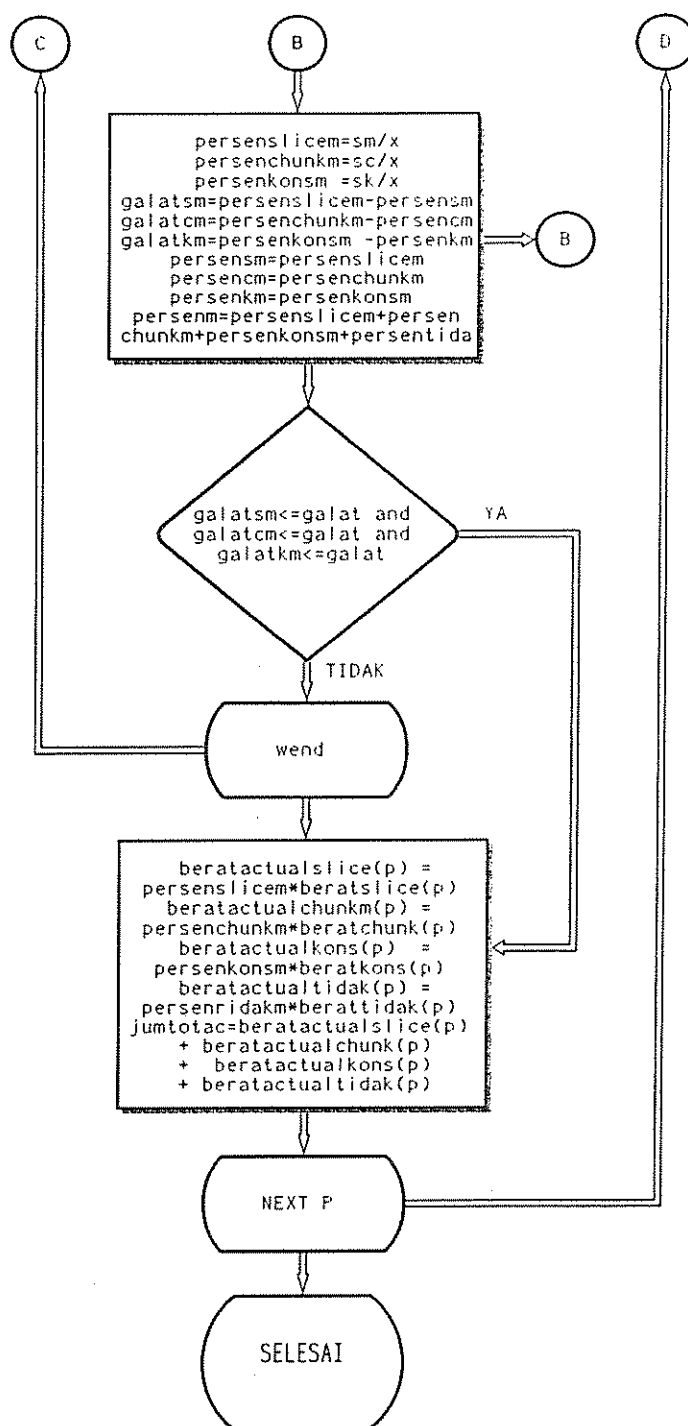 C
B
D
persenslicem=sm/x
persenchunkm=sc/x
persenkonsm =sk/x
galatsm=persenslicem-persensm
galatcm=persenchunkm-persencm
galatkm=persenkonsm -persenkm
B
persensm=persenslicem
persencm=persenchunkm
persenkm=persenkonsm
persenm=persenslicem+persen
chunkm+persenkonsm+persentida
galatsm<=galat and
galatcm<=galat and
galatkm<=galat
YA
TIDAK
wend
beratactualslice(p) =
persenslicem*beratslice(p)
beratactualchunkm(p) =
persenchunkm*beratchunk(p)
beratactualkons(p) =
persenkonsm*beratkons(p)
beratactualtidak(p) =
persenridakm*berattidak(p)
jumtotac=beratactualslice(p)
+ beratactualchunk(p)
+ beratactualkons(p)
+ beratactualtidak(p)
NEXT P
SELESAI